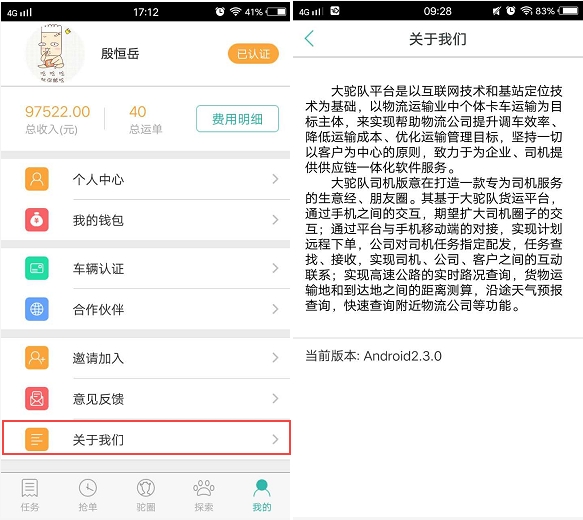 4G 17:12 41%
殷恒岳
已认证
97522.00
总收入(元)
40
总运单
费用明细
个人中心
我的钱包
车辆认证
合作伙伴
邀请加入
意见反馈
关于我们
任务
抢单
驼圈
探索
我的
4G HD 09:28 83%
关于我们
大驼队平台是以互联网技术和基站定位技
术为基础，以物流运输业中个体卡车运输为目
标主体，来实现帮助物流公司提升调车效率、
降低运输成本、优化运输管理目标，坚持一切
以客户为中心的原则，致力于为企业、司机提
供供应链一体化软件服务。
大驼队司机版意在打造一款专为司机服务
的生意经、朋友圈。其基于大驼队货运平台，
通过手机之间的交互，期望扩大司机圈子的交
互；通过平台与手机移动端的对接，实现计划
远程下单，公司对司机任务指定配发，任务查
找、接收，实现司机、公司、客户之间的互动
联系；实现高速公路的实时路况查询，货物运
输地和到达地之间的距离测算，沿途天气预报
查询，快速查询附近物流公司等功能。
当前版本: Android2.3.0